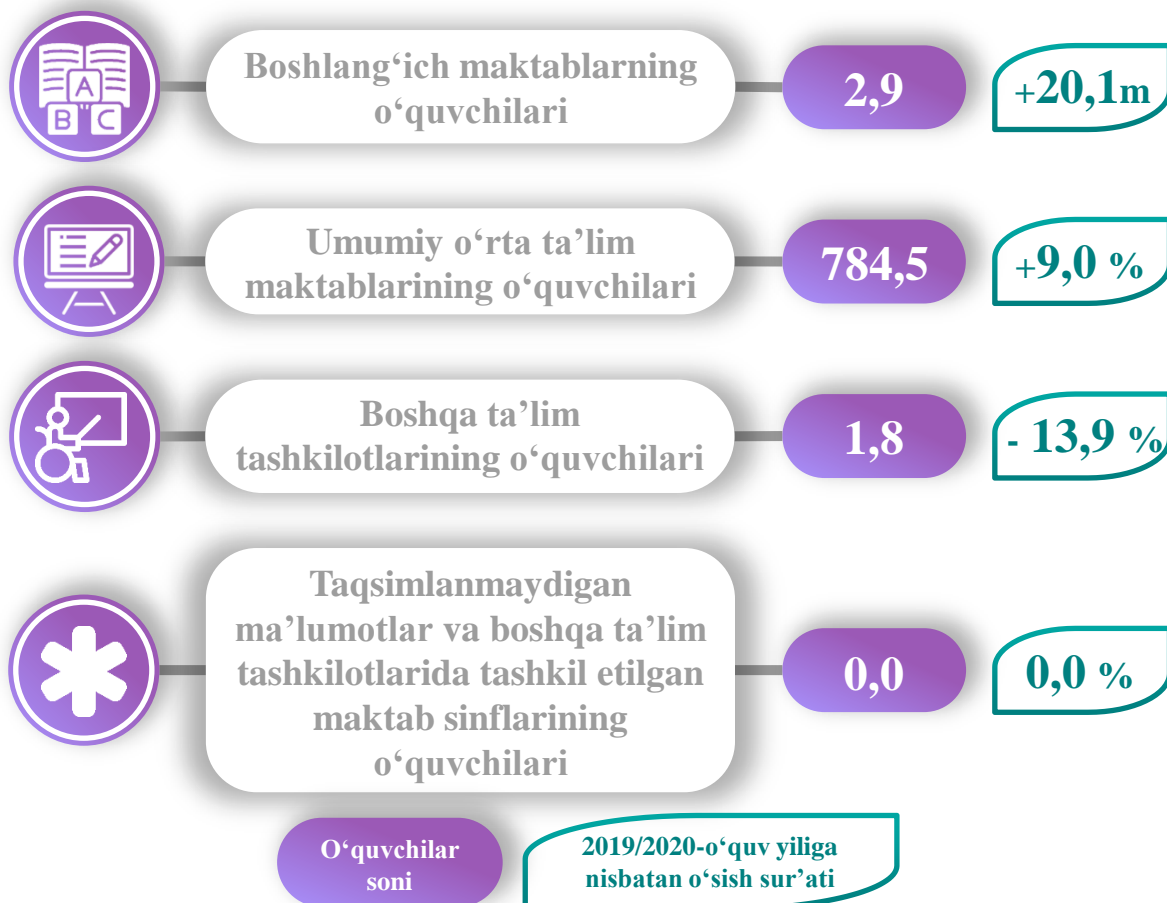 A
B C
Boshlang‘ich maktablarning
o‘quvchilari
2,9
+20,1m
Umumiy o‘rta ta’lim
maktablarining o‘quvchilari
784,5
+9,0 %
Boshqa ta’lim
tashkilotlarining o‘quvchilari
1,8
- 13,9 %
Taqsimlanmaydigan
ma’lumotlar va boshqa ta’lim
tashkilotlarida tashkil etilgan
maktab sinflarining
o‘quvchilari
0,0
0,0 %
O‘quvchilar
soni
2019/2020-o‘quv yiliga
nisbatan o‘sish sur’ati